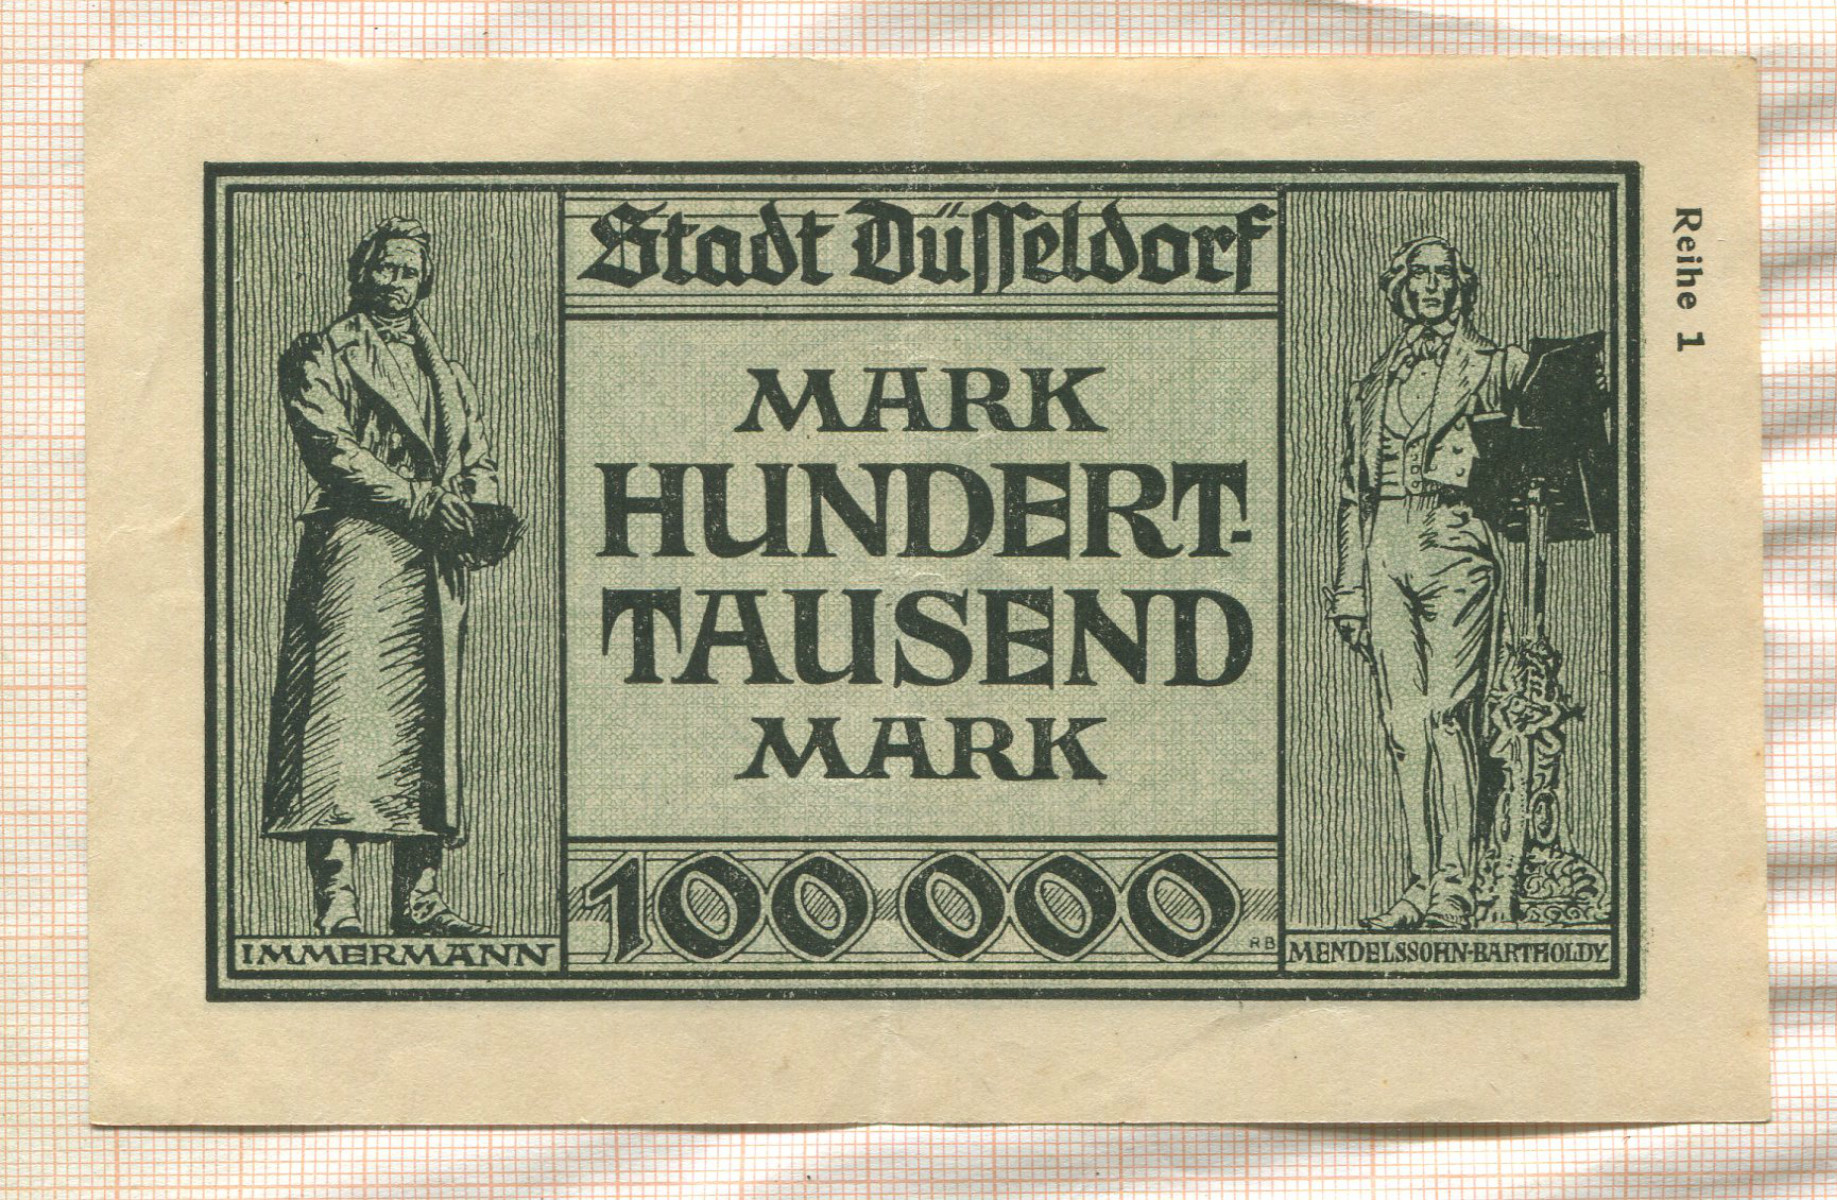 Stadt Düsseldorf
MARK
HUNDERT-
TAUSEND
MARK
100 000
RB
IMMERMANN
MENDELSSOHN-BARTHOLDY
Reihe 1